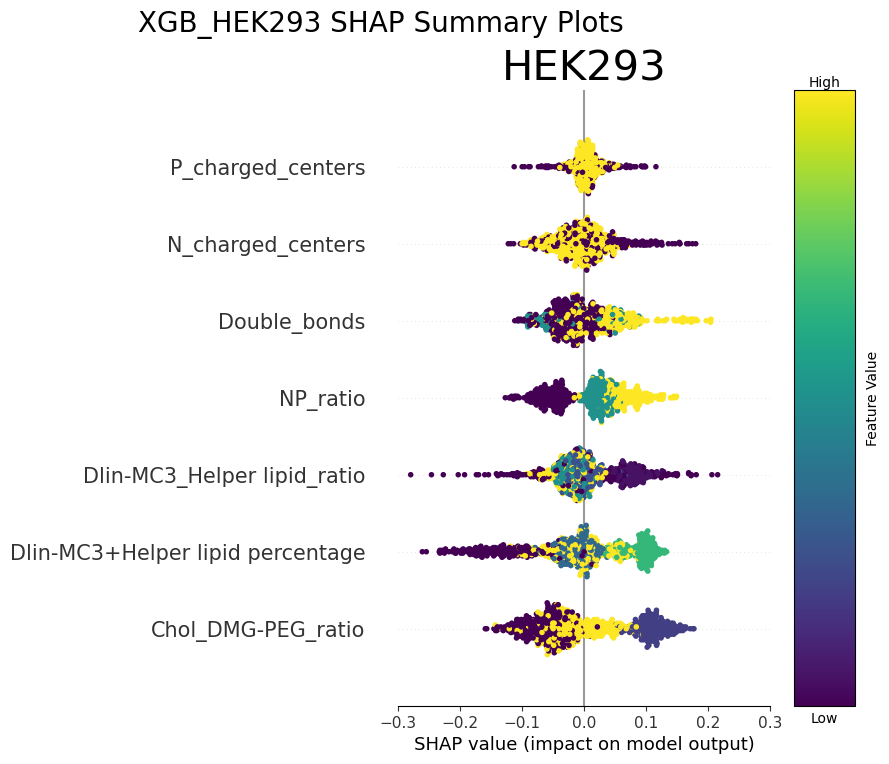 XGB_HEK293 SHAP Summary Plots
HEK293
High
P_charged_centers
N_charged_centers
Double_bonds
NP_ratio
Dlin-MC3_Helper lipid_ratio
Dlin-MC3+Helper lipid percentage
Chol_DMG-PEG_ratio
Feature Value
Low
−0.3 −0.2 −0.1 0.0 0.1 0.2 0.3
SHAP value (impact on model output)